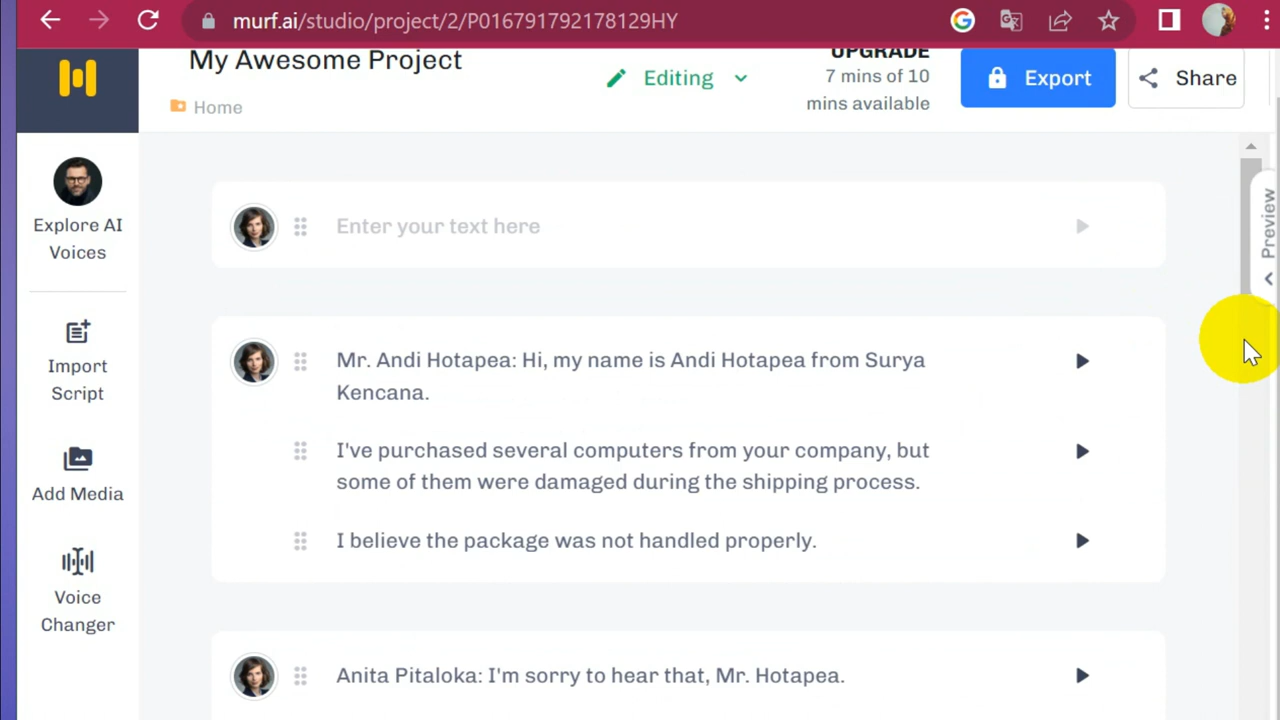 murf.ai/studio/project/2/P016791792178129HY
My Awesome Project
Home
Editing
UPGRADE
7 mins of 10
mins available
Export
Share
Explore AI
Voices
Import
Script
Add Media
Voice
Changer
Enter your text here
Mr. Andi Hotapea: Hi, my name is Andi Hotapea from Surya
Kencana.
I've purchased several computers from your company, but
some of them were damaged during the shipping process.
I believe the package was not handled properly.
Anita Pitaloka: I'm sorry to hear that, Mr. Hotapea.
Preview